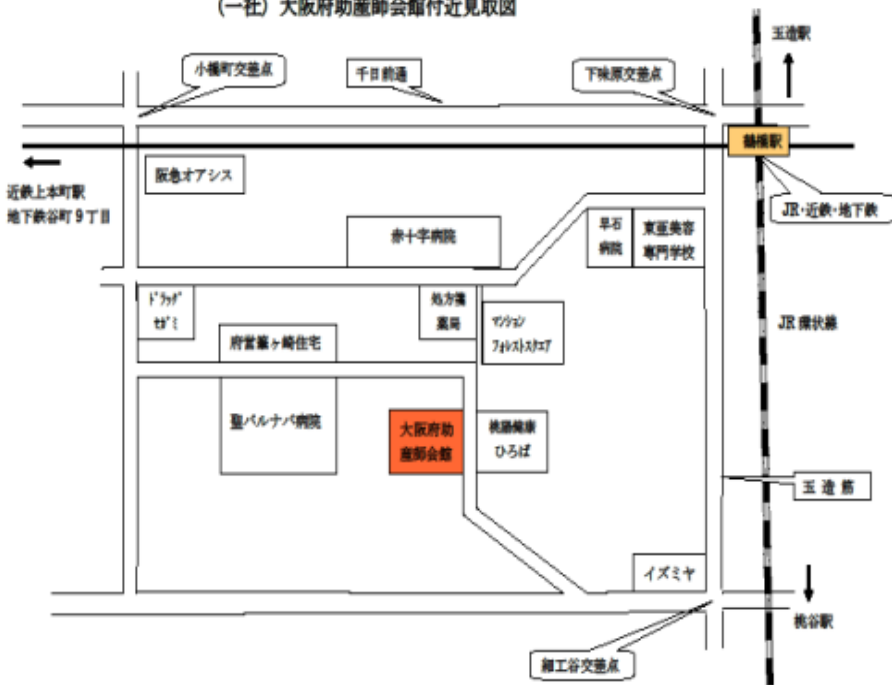 (一社) 大阪府助産師会館付近見取図
玉造駅
小橋町交差点
千日前通
下味原交差点
鶴橋駅
阪急オアシス
近鉄上本町駅
地下鉄谷町9丁目
JR・近鉄・地下鉄
赤十字病院
早石
病院
東亜美容
専門学校
ドラッグ
セガミ
処方箋
薬局
マンション
フォレストスクエア
JR環状線
府営筆ヶ崎住宅
聖バルナバ病院
大阪府助
産師会館
桃陽健康
ひろば
玉造筋
イズミヤ
桃谷駅
細工谷交差点